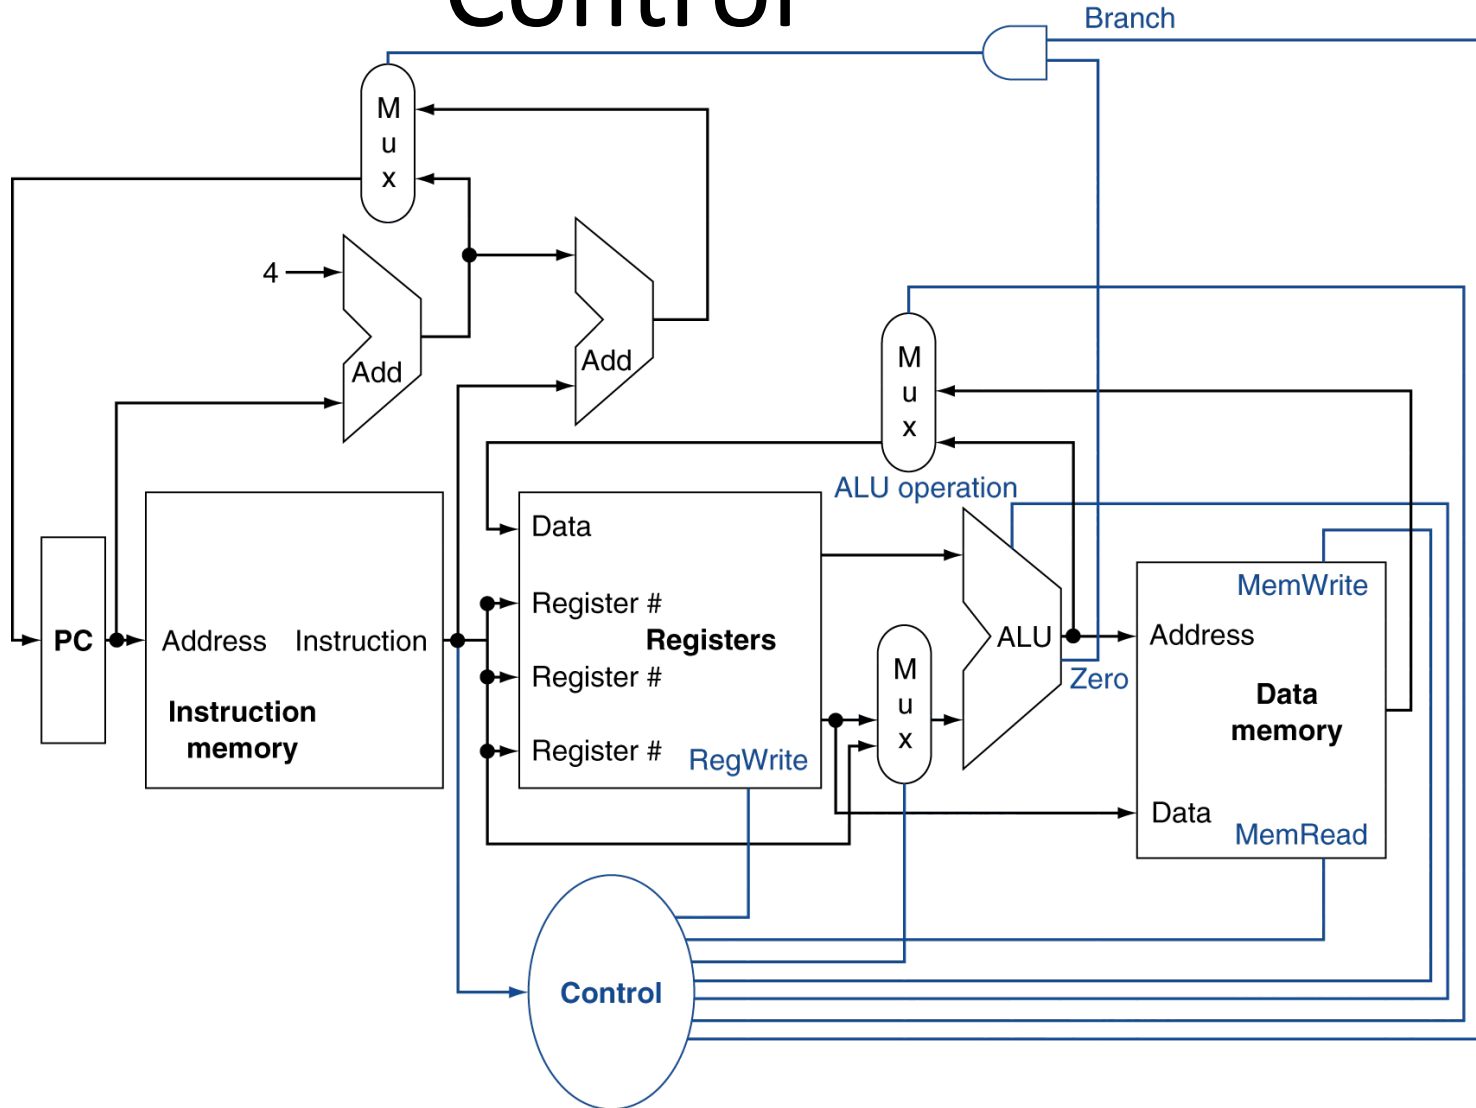 Control
Branch
M
u
x
4
Add
Add
M
u
x
ALU operation
Data
Register #
Registers
Register #
Register #
RegWrite
PC
Address
Instruction
Instruction
memory
M
u
x
ALU
Zero
MemWrite
Address
Data
memory
Data
MemRead
Control